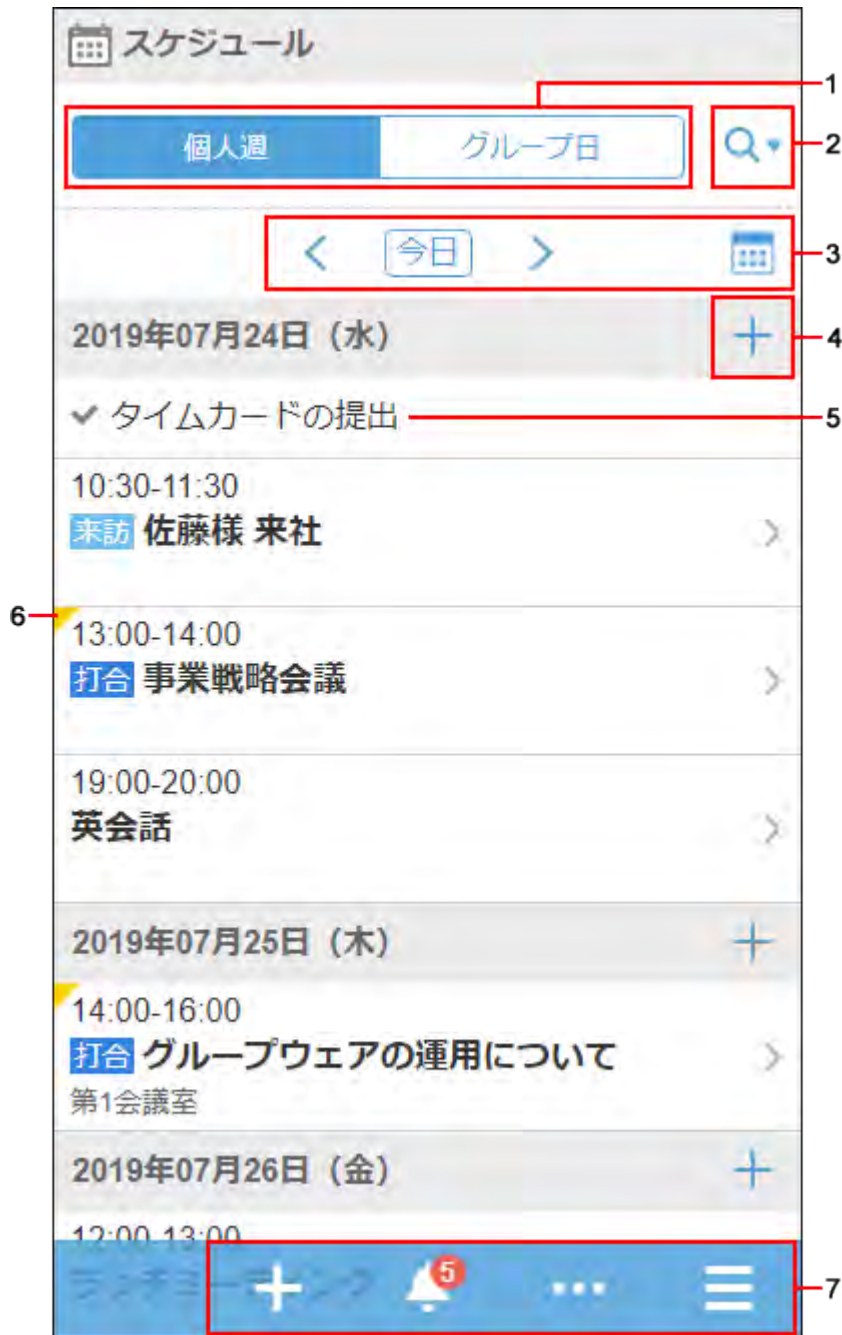 スケジュール
1
個人週 グループ日
2
今日
3
2019年07月24日（水）
4
タイムカードの提出
5
10:30-11:30
来訪 佐藤様 来社
6
13:00-14:00
打合 事業戦略会議
19:00-20:00
英会話
2019年07月25日（木）
14:00-16:00
打合 グループウェアの運用について
第1会議室
2019年07月26日（金）
12:00-13:00
5
7